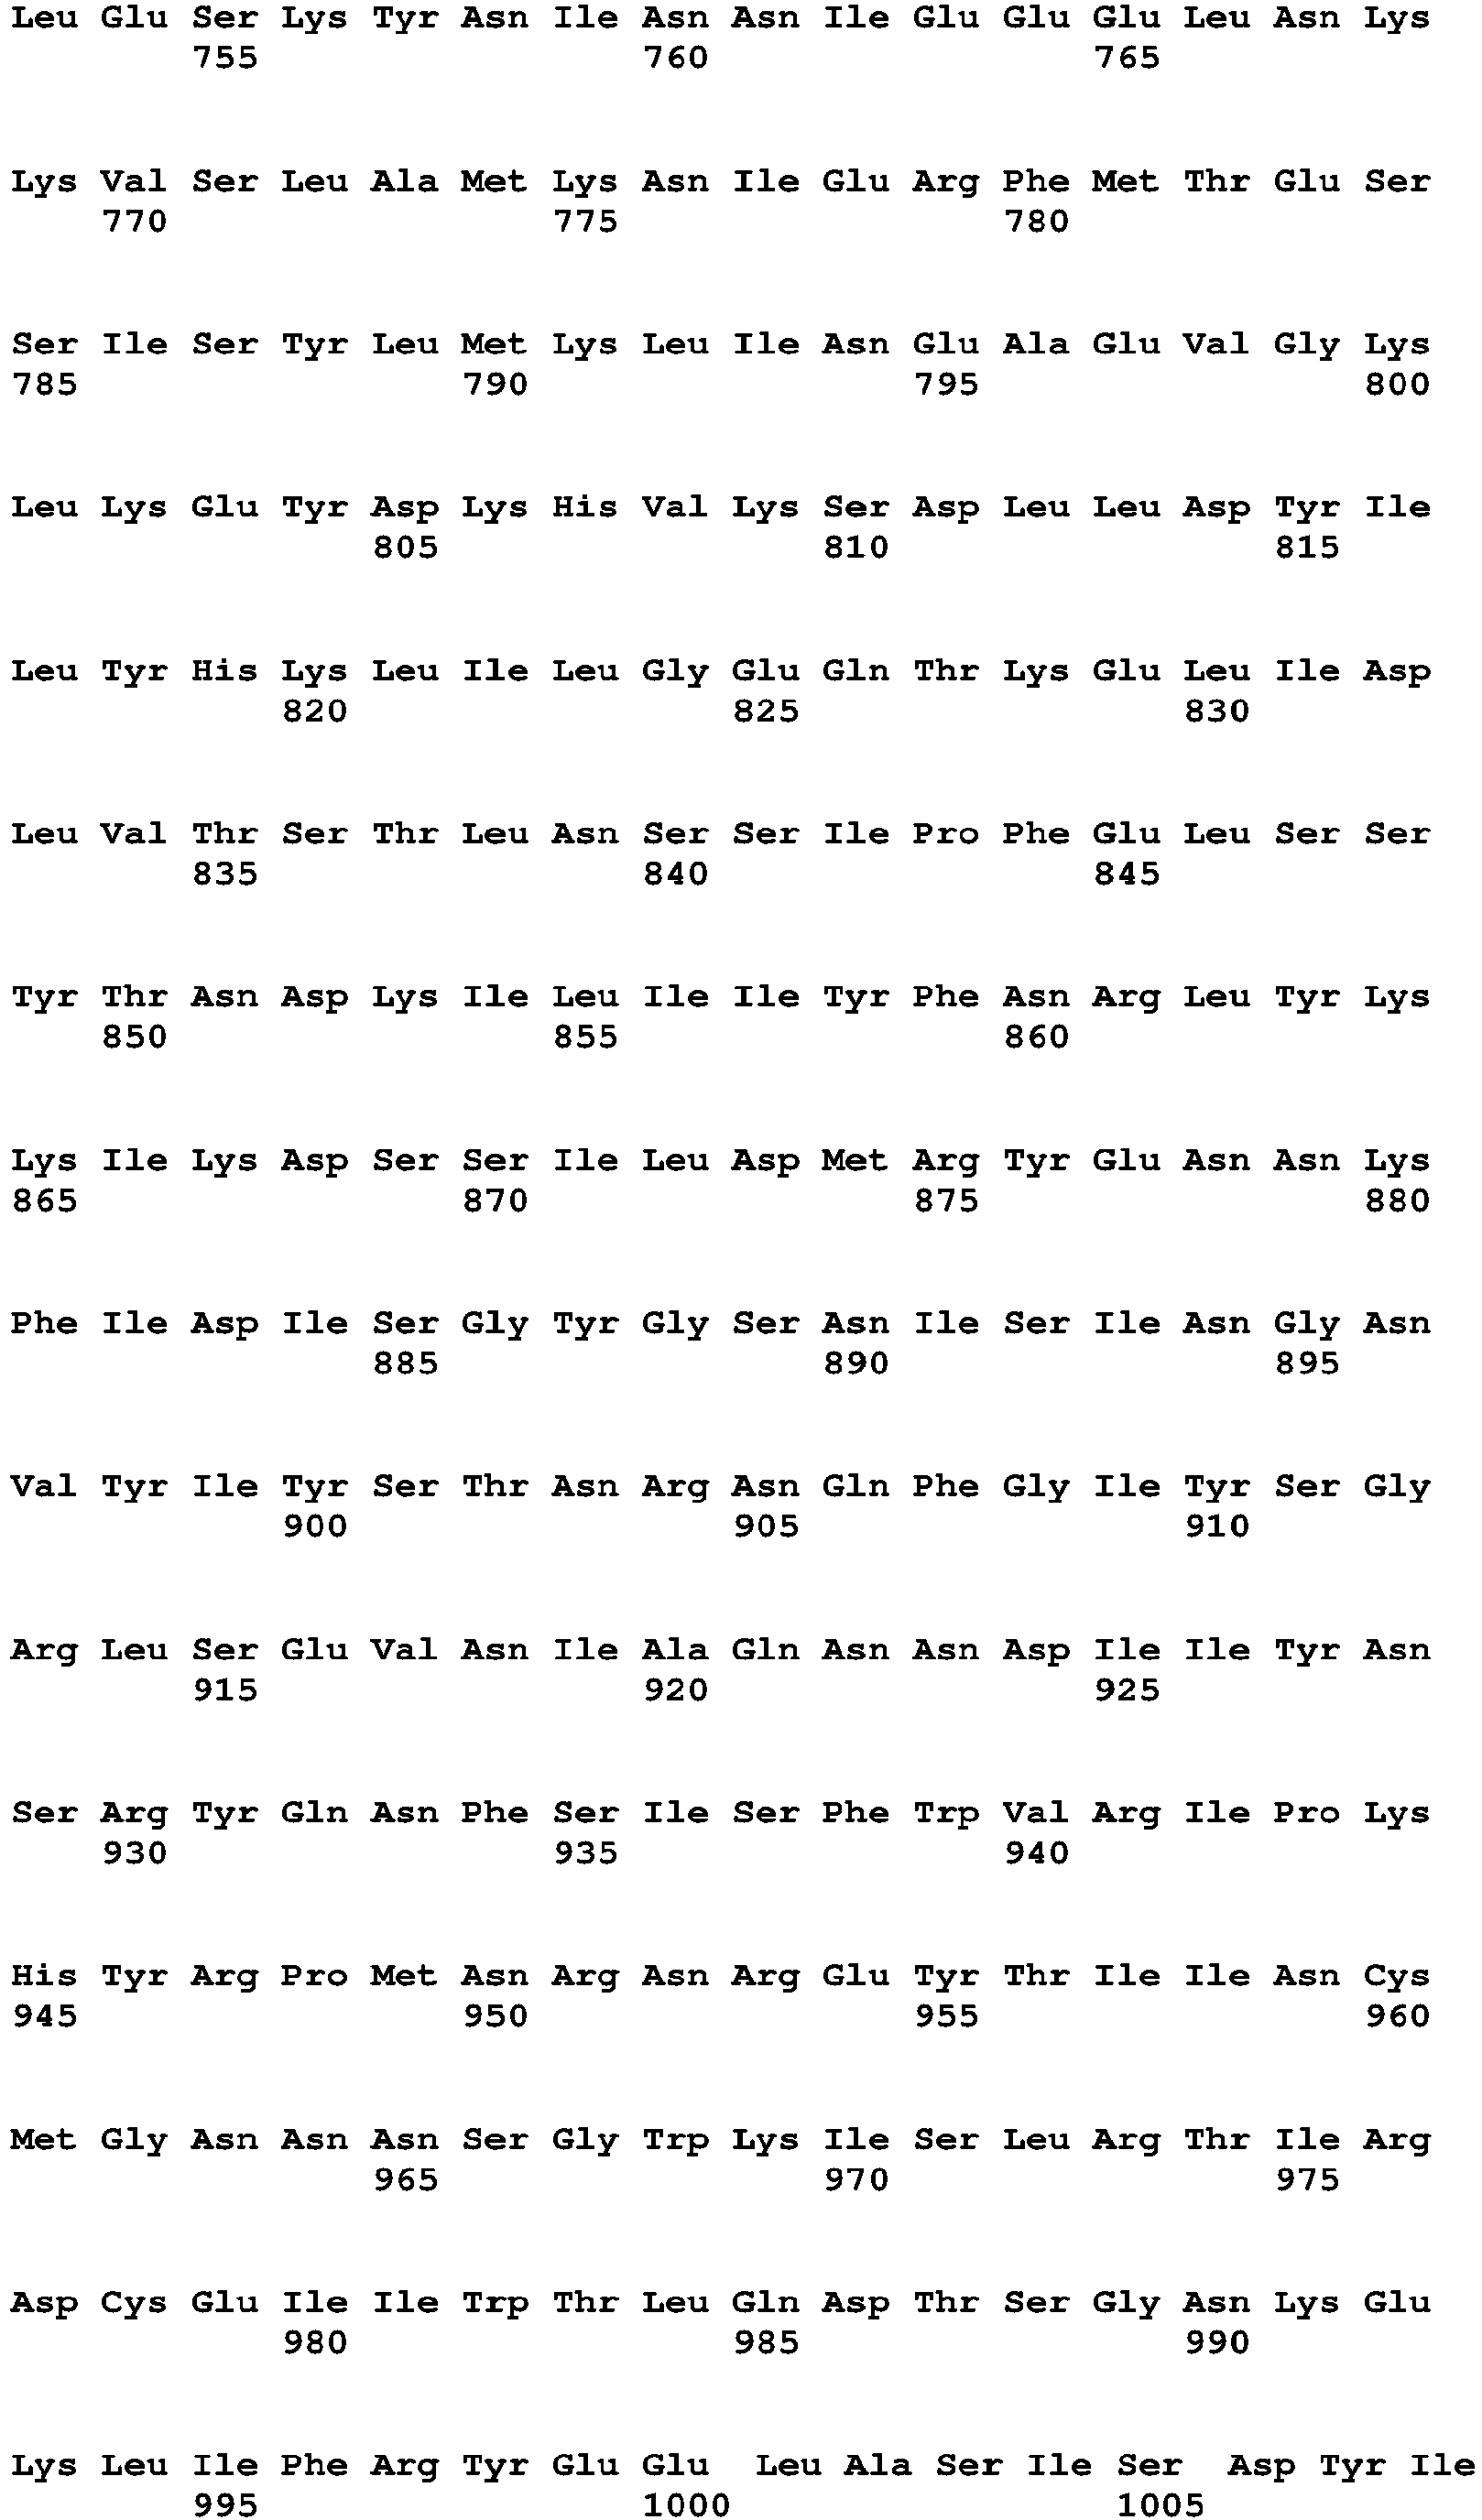 Leu Glu Ser Lys Tyr Asn Ile Asn Asn Ile Glu Glu Glu Leu Asn Lys
755 760 765
Lys Val Ser Leu Ala Met Lys Asn Ile Glu Arg Phe Met Thr Glu Ser
770 775 780
Ser Ile Ser Tyr Leu Met Lys Leu Ile Asn Glu Ala Glu Val Gly Lys
785 790 795 800
Leu Lys Glu Tyr Asp Lys His Val Lys Ser Asp Leu Leu Asp Tyr Ile
805 810 815
Leu Tyr His Lys Leu Ile Leu Gly Glu Gln Thr Lys Glu Leu Ile Asp
820 825 830
Leu Val Thr Ser Thr Leu Asn Ser Ser Ile Pro Phe Glu Leu Ser Ser
835 840 845
Tyr Thr Asn Asp Lys Ile Leu Ile Ile Tyr Phe Asn Arg Leu Tyr Lys
850 855 860
Lys Ile Lys Asp Ser Ser Ile Leu Asp Met Arg Tyr Glu Asn Asn Lys
865 870 875 880
Phe Ile Asp Ile Ser Gly Tyr Gly Ser Asn Ile Ser Ile Asn Gly Asn
885 890 895
Val Tyr Ile Tyr Ser Thr Asn Arg Asn Gln Phe Gly Ile Tyr Ser Gly
900 905 910
Arg Leu Ser Glu Val Asn Ile Ala Gln Asn Asn Asp Ile Ile Tyr Asn
915 920 925
Ser Arg Tyr Gln Asn Phe Ser Ile Ser Phe Trp Val Arg Ile Pro Lys
930 935 940
His Tyr Arg Pro Met Asn Arg Asn Arg Glu Tyr Thr Ile Ile Asn Cys
945 950 955 960
Met Gly Asn Asn Asn Ser Gly Trp Lys Ile Ser Leu Arg Thr Ile Arg
965 970 975
Asp Cys Glu Ile Ile Trp Thr Leu Gln Asp Thr Ser Gly Asn Lys Glu
980 985 990
Lys Leu Ile Phe Arg Tyr Glu Glu Leu Ala Ser Ile Ser Asp Tyr Ile
995 1000 1005